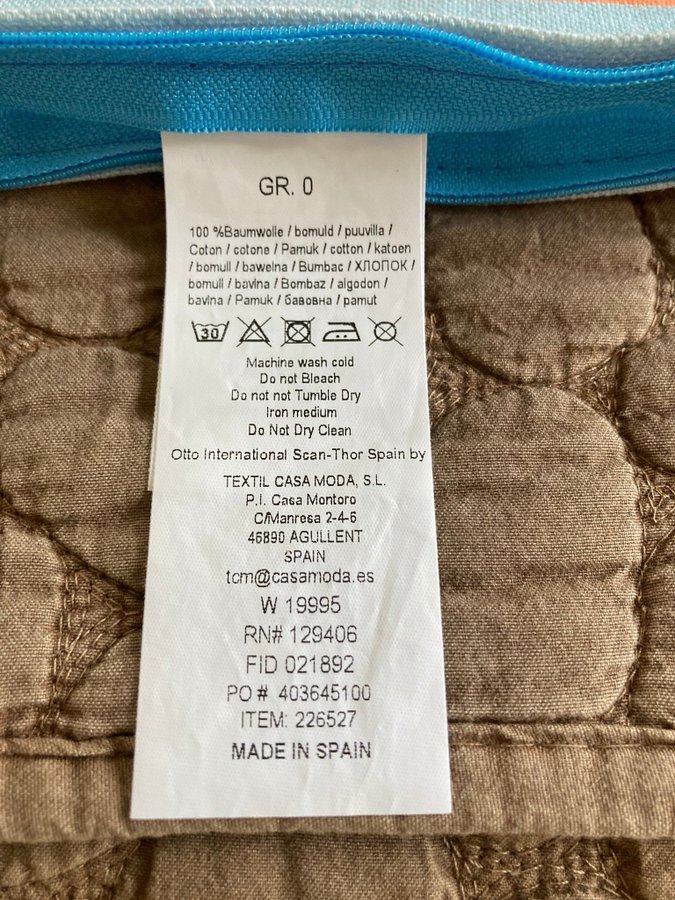 GR. 0
100 %Baumwolle / bomuld / puuvilla /
Coton / cotone / Pamuk / cotton / katoen
/ bomull / bawelna / Bumbac / ХЛОПОК /
bomull / bavlna / Bombaz / algodon /
bavlna / Pamuk / бавовна / pamut
30
Machine wash cold
Do not Bleach
Do not not Tumble Dry
Iron medium
Do Not Dry Clean
Otto International Scan-Thor Spain by
TEXTIL CASA MODA, S.L.
P.I. Casa Montoro
C/Manresa 2-4-6
46890 AGULLENT
SPAIN
tcm@casamoda.es
W 19995
RN# 129406
FID 021892
PO # 403645100
ITEM: 226527
MADE IN SPAIN